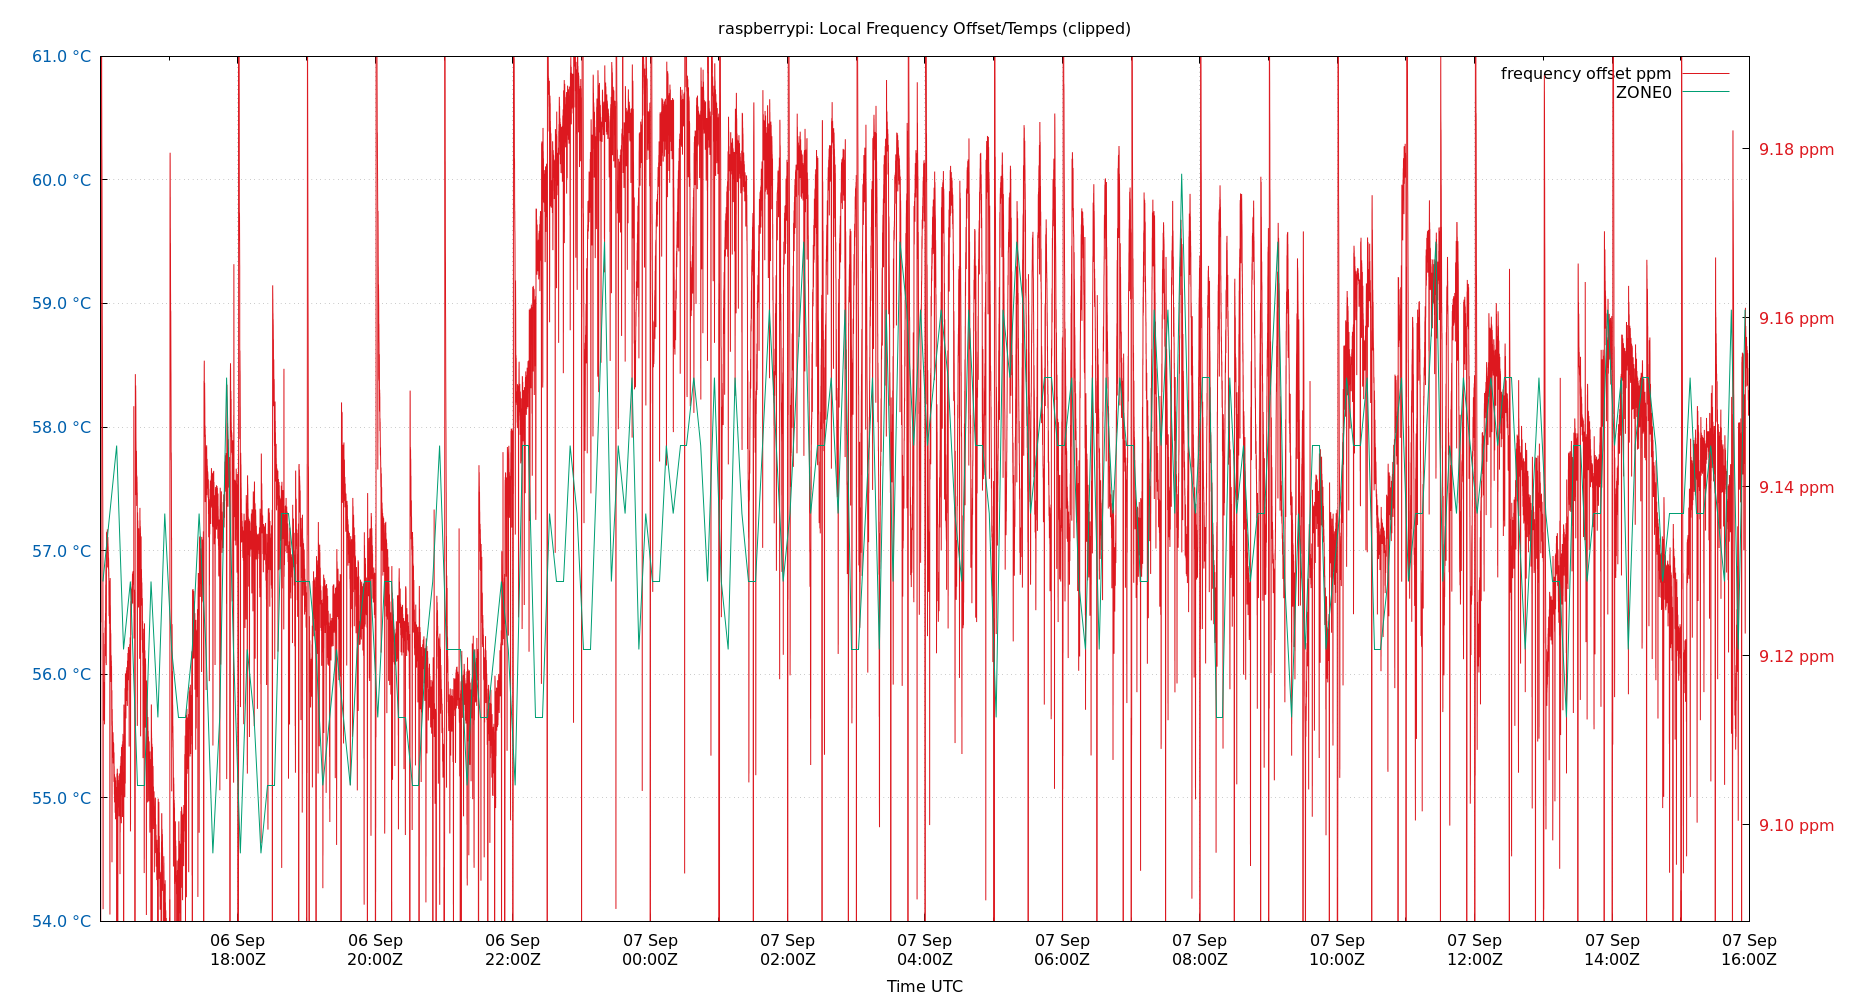 raspberrypi: Local Frequency Offset/Temps (clipped)
61.0 °C
60.0 °C
59.0 °C
58.0 °C
57.0 °C
56.0 °C
55.0 °C
54.0 °C
frequency offset ppm
ZONE0
9.18 ppm
9.16 ppm
9.14 ppm
9.12 ppm
9.10 ppm
06 Sep
18:00Z
06 Sep
20:00Z
06 Sep
22:00Z
07 Sep
00:00Z
07 Sep
02:00Z
07 Sep
04:00Z
07 Sep
06:00Z
07 Sep
08:00Z
07 Sep
10:00Z
07 Sep
12:00Z
07 Sep
14:00Z
07 Sep
16:00Z
Time UTC